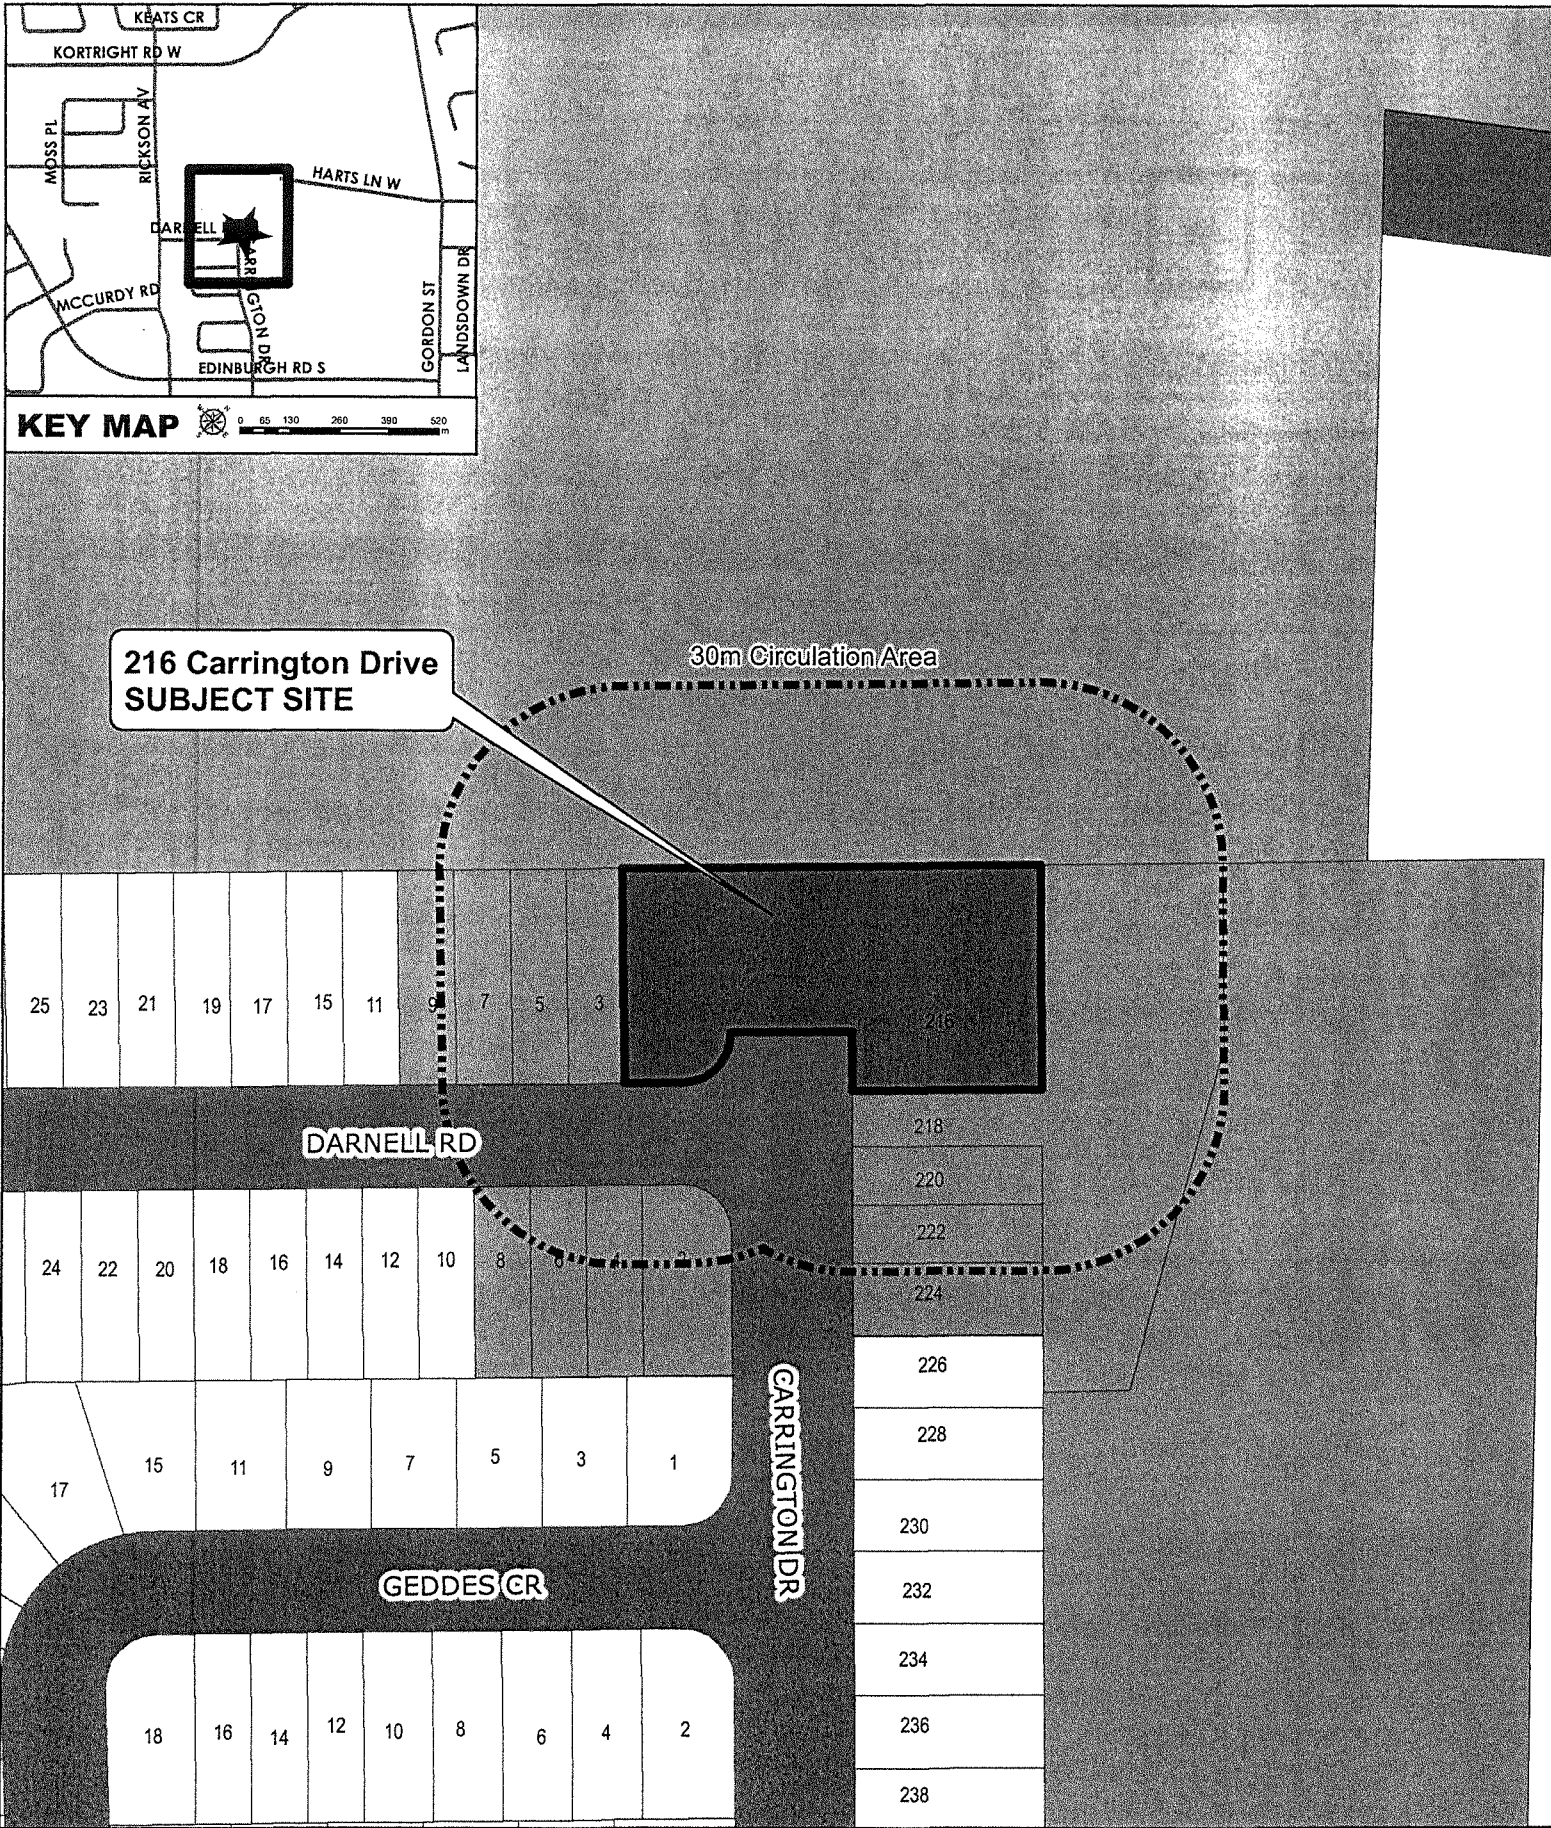 KEATS CR
KORTRIGHT RD W
MOSS PL
RICKSON AV
HARTS LN W
DARNELL
MCCURDY RD
GORDON ST
LANDSDOWN DR
EDINBURGH RD S
KEY MAP
0 65 130 260 390 520
m
216 Carrington Drive
SUBJECT SITE
30m Circulation Area
25 23 21 19 17 15 11 9 7 5 3
216
DARNELL RD
218
220
222
224
24 22 20 18 16 14 12 10 8 6 4 2
226
228
230
232
234
236
238
CARRINGTON DR
17 15 11 9 7 5 3 1
GEDDES CR
18 16 14 12 10 8 6 4 2